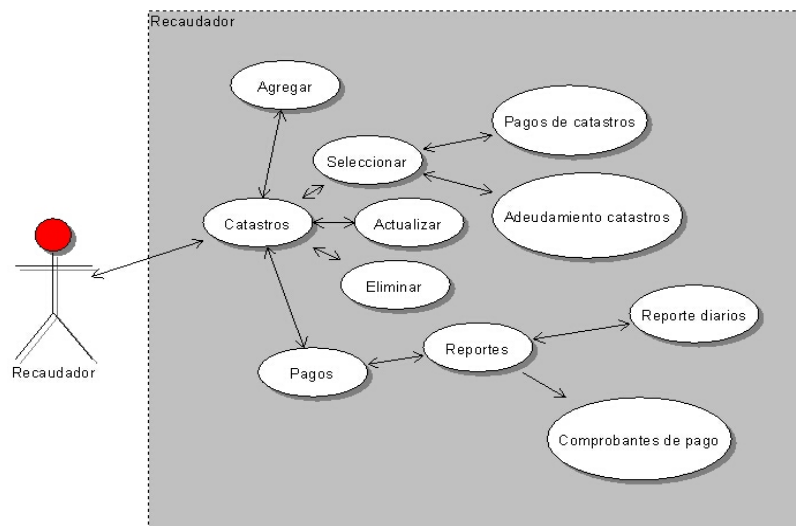 Recaudador
Agregar
Pagos de catastros
Seleccionar
Adeudamiento catastros
Catastros
Actualizar
Eliminar
Reporte diarios
Reportes
Pagos
Recaudador
Comprobantes de pago